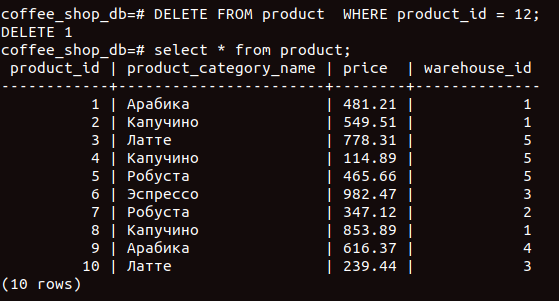 coffee_shop_db=# DELETE FROM product  WHERE product_id = 12;
DELETE 1
coffee_shop_db=# select * from product;
 product_id | product_category_name | price  | warehouse_id
------------+-----------------------+--------+--------------
          1 | Арабика               | 481.21 |            1
          2 | Капучино              | 549.51 |            1
          3 | Латте                 | 778.31 |            5
          4 | Капучино              | 114.89 |            5
          5 | Робуста               | 465.66 |            5
          6 | Эспрессо              | 982.47 |            3
          7 | Робуста               | 347.12 |            2
          8 | Капучино              | 853.89 |            1
          9 | Арабика               | 616.37 |            4
         10 | Латте                 | 239.44 |            3
(10 rows)